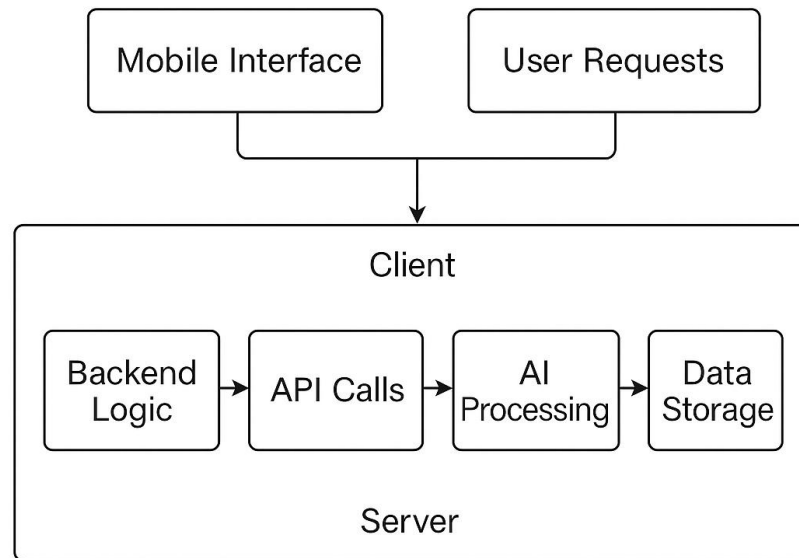 Mobile Interface
User Requests
Client
Backend
Logic
API Calls
AI
Processing
Data
Storage
Server